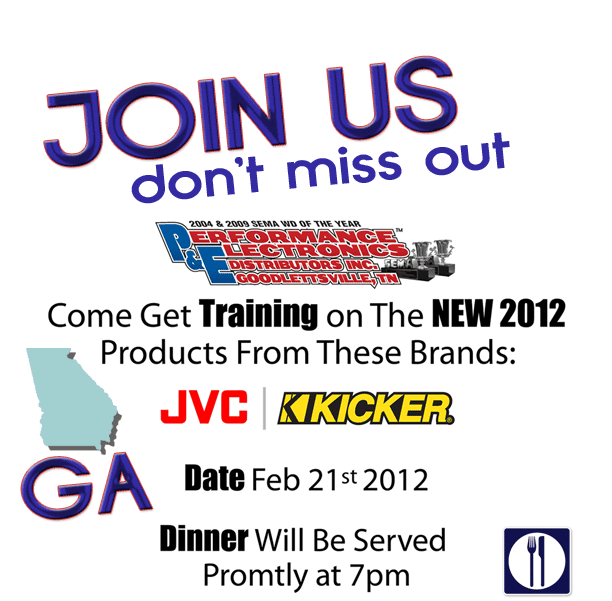 JOIN US
don't miss out
2004 & 2009 SEMA WD OF THE YEAR
PERFORMANCE TM
& ELECTRONICS
DISTRIBUTORS INC.
GOODLETTSVILLE, TN
SEMA
Come Get Training on The NEW 2012
Products From These Brands:
JVC | KICKER®
GA
Date Feb 21st 2012
Dinner Will Be Served
Promtly at 7pm